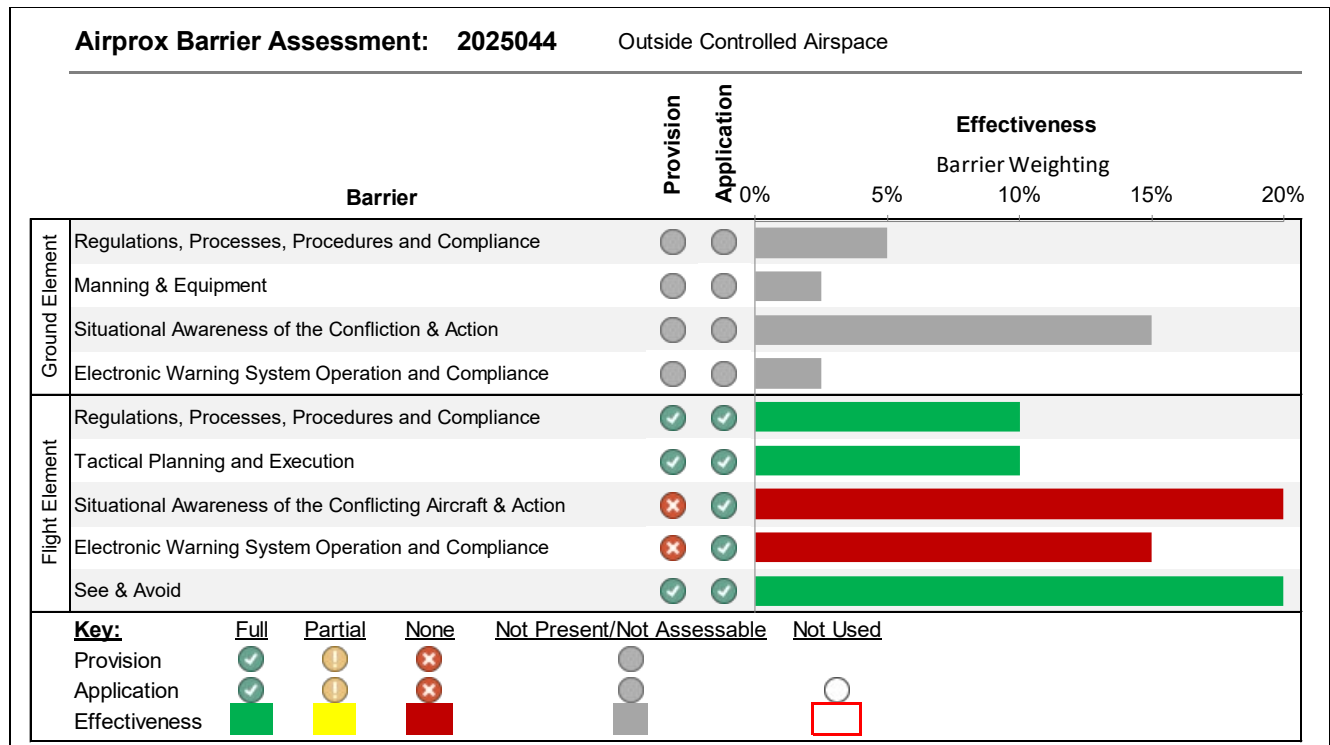 Airprox Barrier Assessment: 2025044 Outside Controlled Airspace
Provision
Application
Effectiveness
Barrier Weighting
Barrier
0% 5% 10% 15% 20%
Ground Element
Regulations, Processes, Procedures and Compliance
Manning & Equipment
Situational Awareness of the Confliction & Action
Electronic Warning System Operation and Compliance
Flight Element
Regulations, Processes, Procedures and Compliance
Tactical Planning and Execution
Situational Awareness of the Conflicting Aircraft & Action
Electronic Warning System Operation and Compliance
See & Avoid
Key: Full Partial None Not Present/Not Assessable Not Used
Provision
Application
Effectiveness